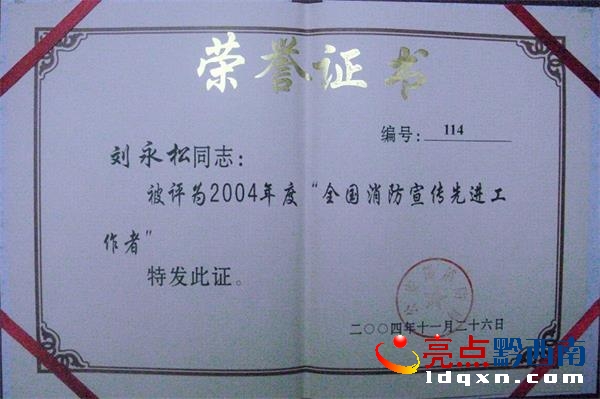 荣誉证书
编号：114
刘永松同志：
被评为2004年度“全国消防宣传先进工
作者”
特发此证。
二〇〇四年十一月二十六日
亮点黔西南
ldqxn.com